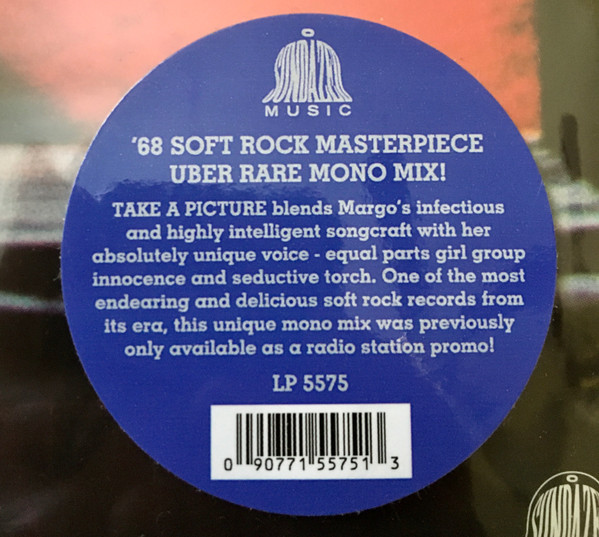 SUNDAZED
MUSIC
'68 SOFT ROCK MASTERPIECE
UBER RARE MONO MIX!
TAKE A PICTURE blends Margo's infectious
and highly intelligent songcraft with her
absolutely unique voice - equal parts girl group
innocence and seductive torch. One of the most
endearing and delicious soft rock records from
its era, this unique mono mix was previously
only available as a radio station promo!
LP 5575
0 90771 55751 3
SUNDAZED